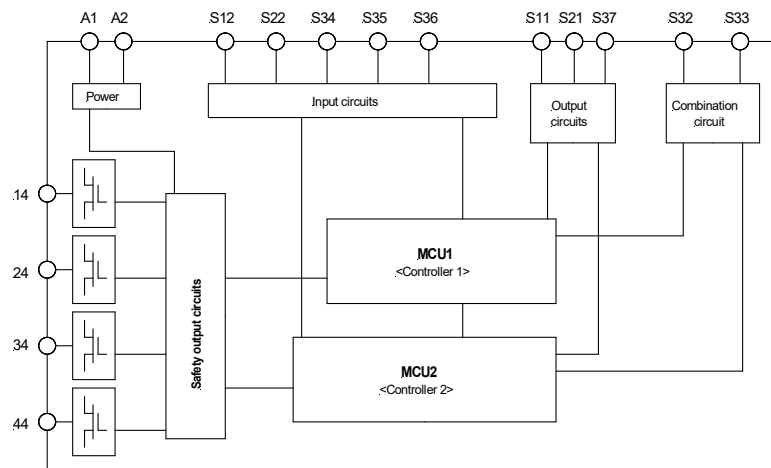 A1 A2 S12 S22 S34 S35 S36 S11 S21 S37 S32 S33
Power
Input circuits
Output
circuits
Combination
circuit
14
24
34
44
Safety output circuits
MCU1
<Controller 1>
MCU2
<Controller 2>